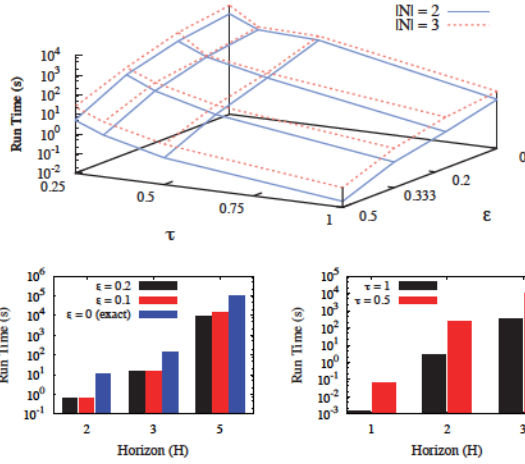 |N| = 2
|N| = 3
10^4
10^3
10^2
10^1
10^0
10^-1
10^-2
Run Time (s)
0.25
0.5
0.75
1
τ
0
0.2
0.333
0.5
ε
10^6
10^5
10^4
10^3
10^2
10^1
10^0
10^-1
Run Time (s)
ε = 0.2
ε = 0.1
ε = 0 (exact)
2 3 5
Horizon (H)
10^5
10^4
10^3
10^2
10^1
10^0
10^-1
10^-2
10^-3
Run Time (s)
τ = 1
τ = 0.5
1 2 3
Horizon (H)